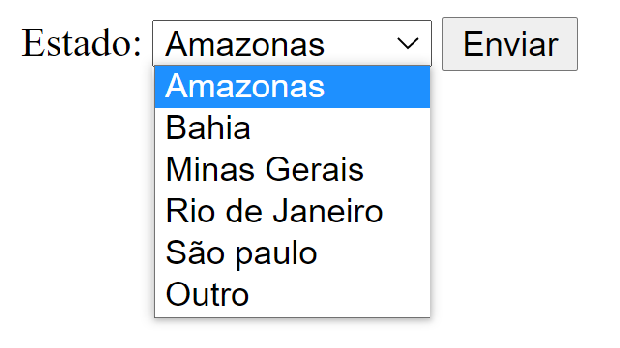 Estado: Amazonas Enviar
Amazonas
Bahia
Minas Gerais
Rio de Janeiro
São paulo
Outro